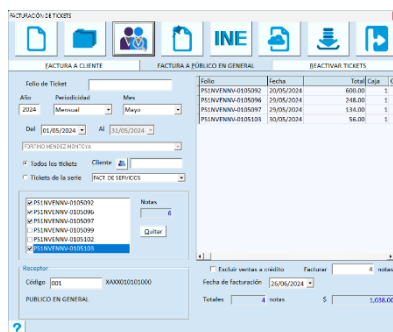 FACTURACIÓN DE TICKETS
INE
FACTURA A CLIENTE
FACTURA A PÚBLICO EN GENERAL
REACTIVAR TICKETS
Folio de Ticket
Año Periodicidad Mes
2024 Mensual Mayo
Del 01/05/2024 Al 31/05/2024
FORTINO MENDEZ MONTOYA
Todos los tickets Cliente
Tickets de la serie FACT DE SERVICIOS
PS1NVENNV-0105092
PS1NVENNV-0105096
PS1NVENNV-0105097
PS1NVENNV-0105099
PS1NVENNV-0105102
PS1NVENNV-0105103
Notas
6
Quitar
Receptor
Código 001 XAXX010101000
PUBLICO EN GENERAL
Folio Fecha Total Caja
PS1NVENNV-0105092 20/05/2024 600.00 1
PS1NVENNV-0105096 29/05/2024 248.00 1
PS1NVENNV-0105097 29/05/2024 134.00 1
PS1NVENNV-0105103 30/05/2024 56.00 1
Excluir ventas a crédito Facturar 4 notas
Fecha de facturación 26/06/2024
Totales 4 notas $ 1,038.00
?